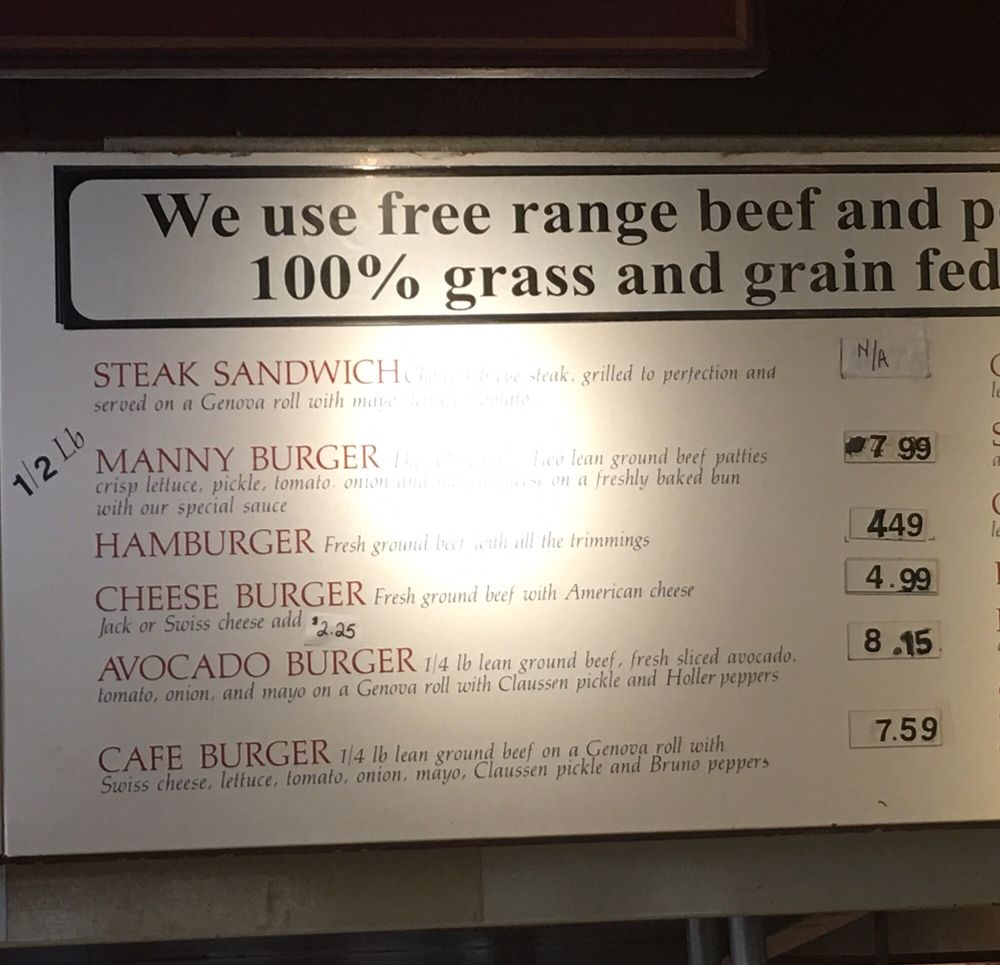 We use free range beef and p
100% grass and grain fed
STEAK SANDWICH steak, grilled to perfection and N/A
served on a Genova roll with mayo
1/2 Lb
MANNY BURGER Two lean ground beef patties 7 99
crisp lettuce, pickle, tomato, onion and cheese on a freshly baked bun
with our special sauce
HAMBURGER Fresh ground beef with all the trimmings 449
CHEESE BURGER Fresh ground beef with American cheese 4.99
Jack or Swiss cheese add $2.25
AVOCADO BURGER 1/4 lb lean ground beef, fresh sliced avocado, 8.15
tomato, onion, and mayo on a Genova roll with Claussen pickle and Holler peppers
CAFE BURGER 1/4 lb lean ground beef on a Genova roll with 7.59
Swiss cheese, lettuce, tomato, onion, mayo, Claussen pickle and Bruno peppers